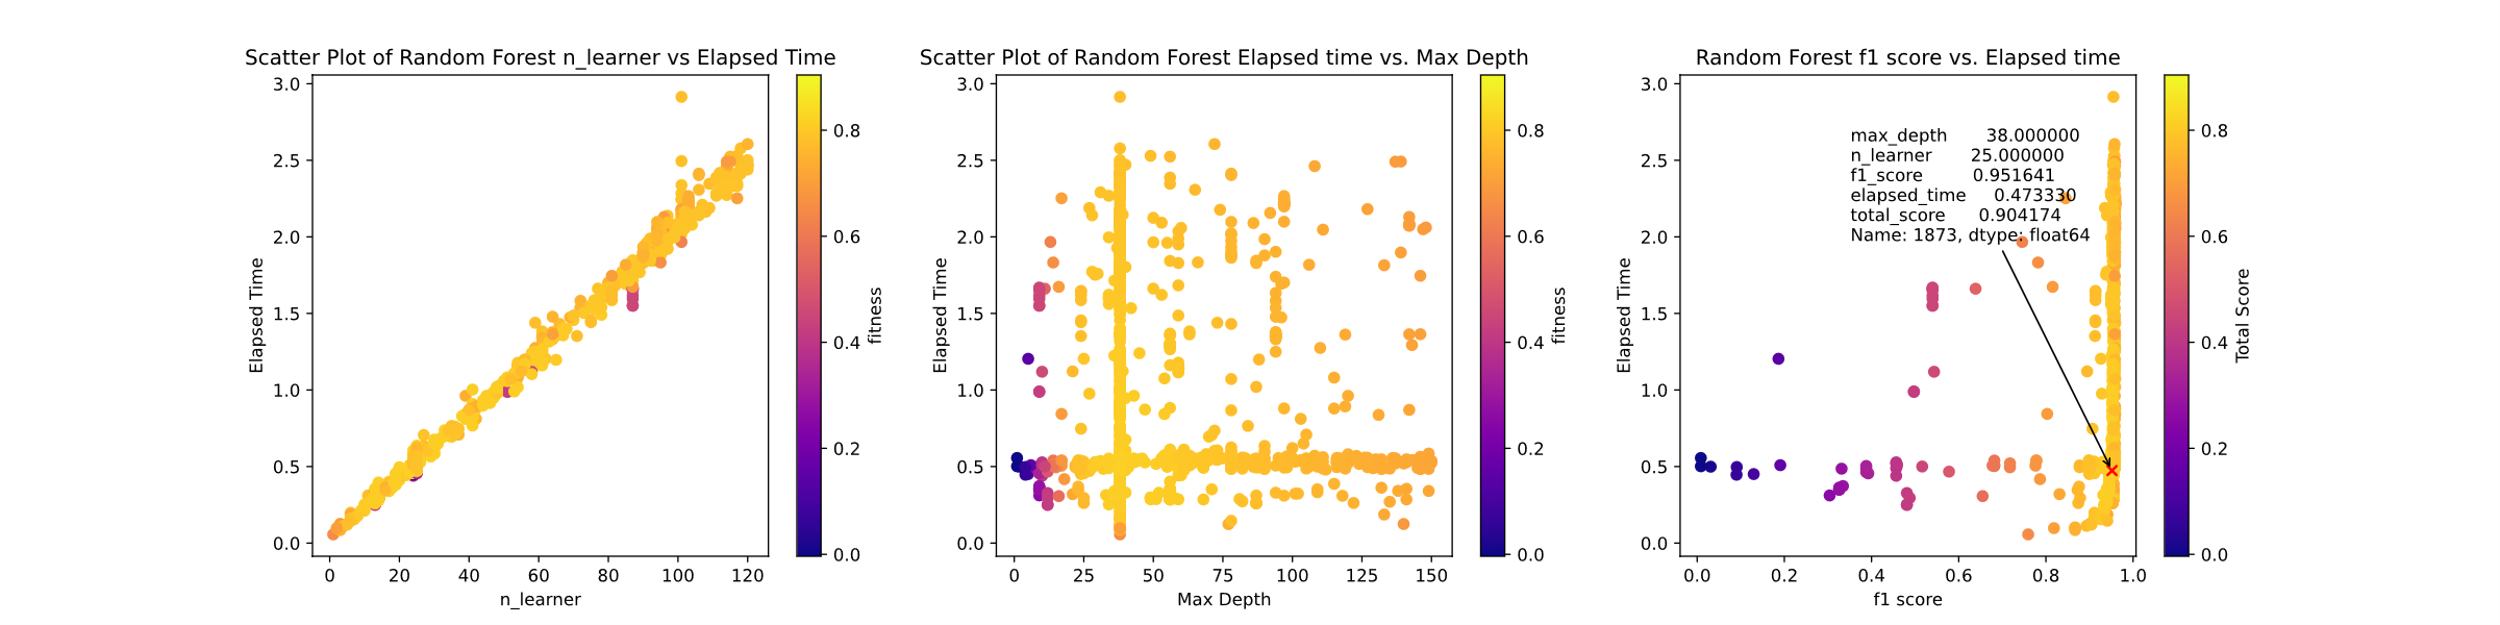 Scatter Plot of Random Forest n_learner vs Elapsed Time
Elapsed Time
3.0
2.5
2.0
1.5
1.0
0.5
0.0
0 20 40 60 80 100 120
n_learner
0.8
0.6
0.4
0.2
0.0
fitness
Scatter Plot of Random Forest Elapsed time vs. Max Depth
Elapsed Time
3.0
2.5
2.0
1.5
1.0
0.5
0.0
0 25 50 75 100 125 150
Max Depth
0.8
0.6
0.4
0.2
0.0
fitness
Random Forest f1 score vs. Elapsed time
Elapsed Time
3.0
2.5
2.0
1.5
1.0
0.5
0.0
max_depth 38.000000
n_learner 25.000000
f1_score 0.951641
elapsed_time 0.473330
total_score 0.904174
Name: 1873, dtype: float64
0.0 0.2 0.4 0.6 0.8 1.0
f1 score
0.8
0.6
0.4
0.2
0.0
Total Score